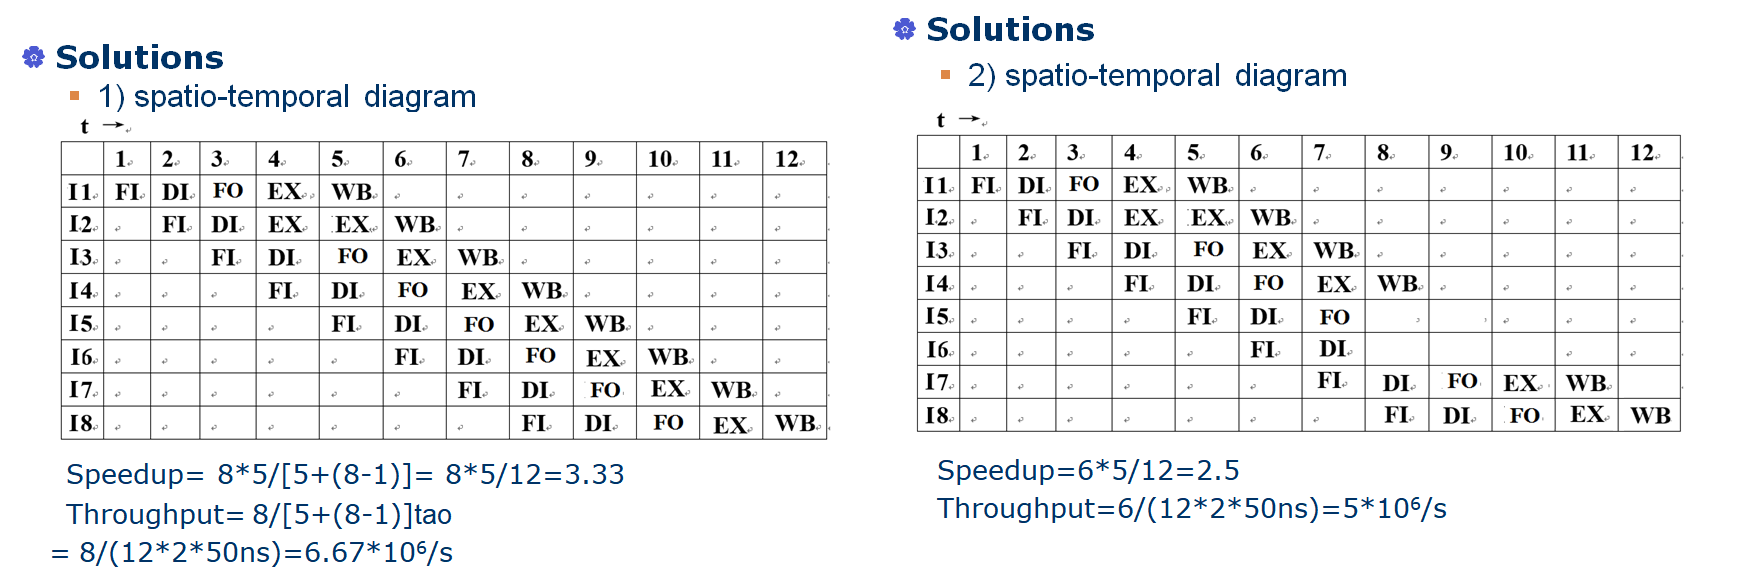 Solutions
1) spatio-temporal diagram
t →
1 2 3 4 5 6 7 8 9 10 11 12
I1 FI DI FO EX WB
I2 FI DI EX EX WB
I3 FI DI FO EX WB
I4 FI DI FO EX WB
I5 FI DI FO EX WB
I6 FI DI FO EX WB
I7 FI DI FO EX WB
I8 FI DI FO EX WB
Speedup= 8*5/[5+(8-1)]= 8*5/12=3.33
Throughput= 8/[5+(8-1)]tao
= 8/(12*2*50ns)=6.67*10⁶/s
Solutions
2) spatio-temporal diagram
t →
1 2 3 4 5 6 7 8 9 10 11 12
I1 FI DI FO EX WB
I2 FI DI EX EX WB
I3 FI DI FO EX WB
I4 FI DI FO EX WB
I5 FI DI FO
I6 FI DI
I7 FI DI FO EX WB
I8 FI DI FO EX WB
Speedup=6*5/12=2.5
Throughput=6/(12*2*50ns)=5*10⁶/s